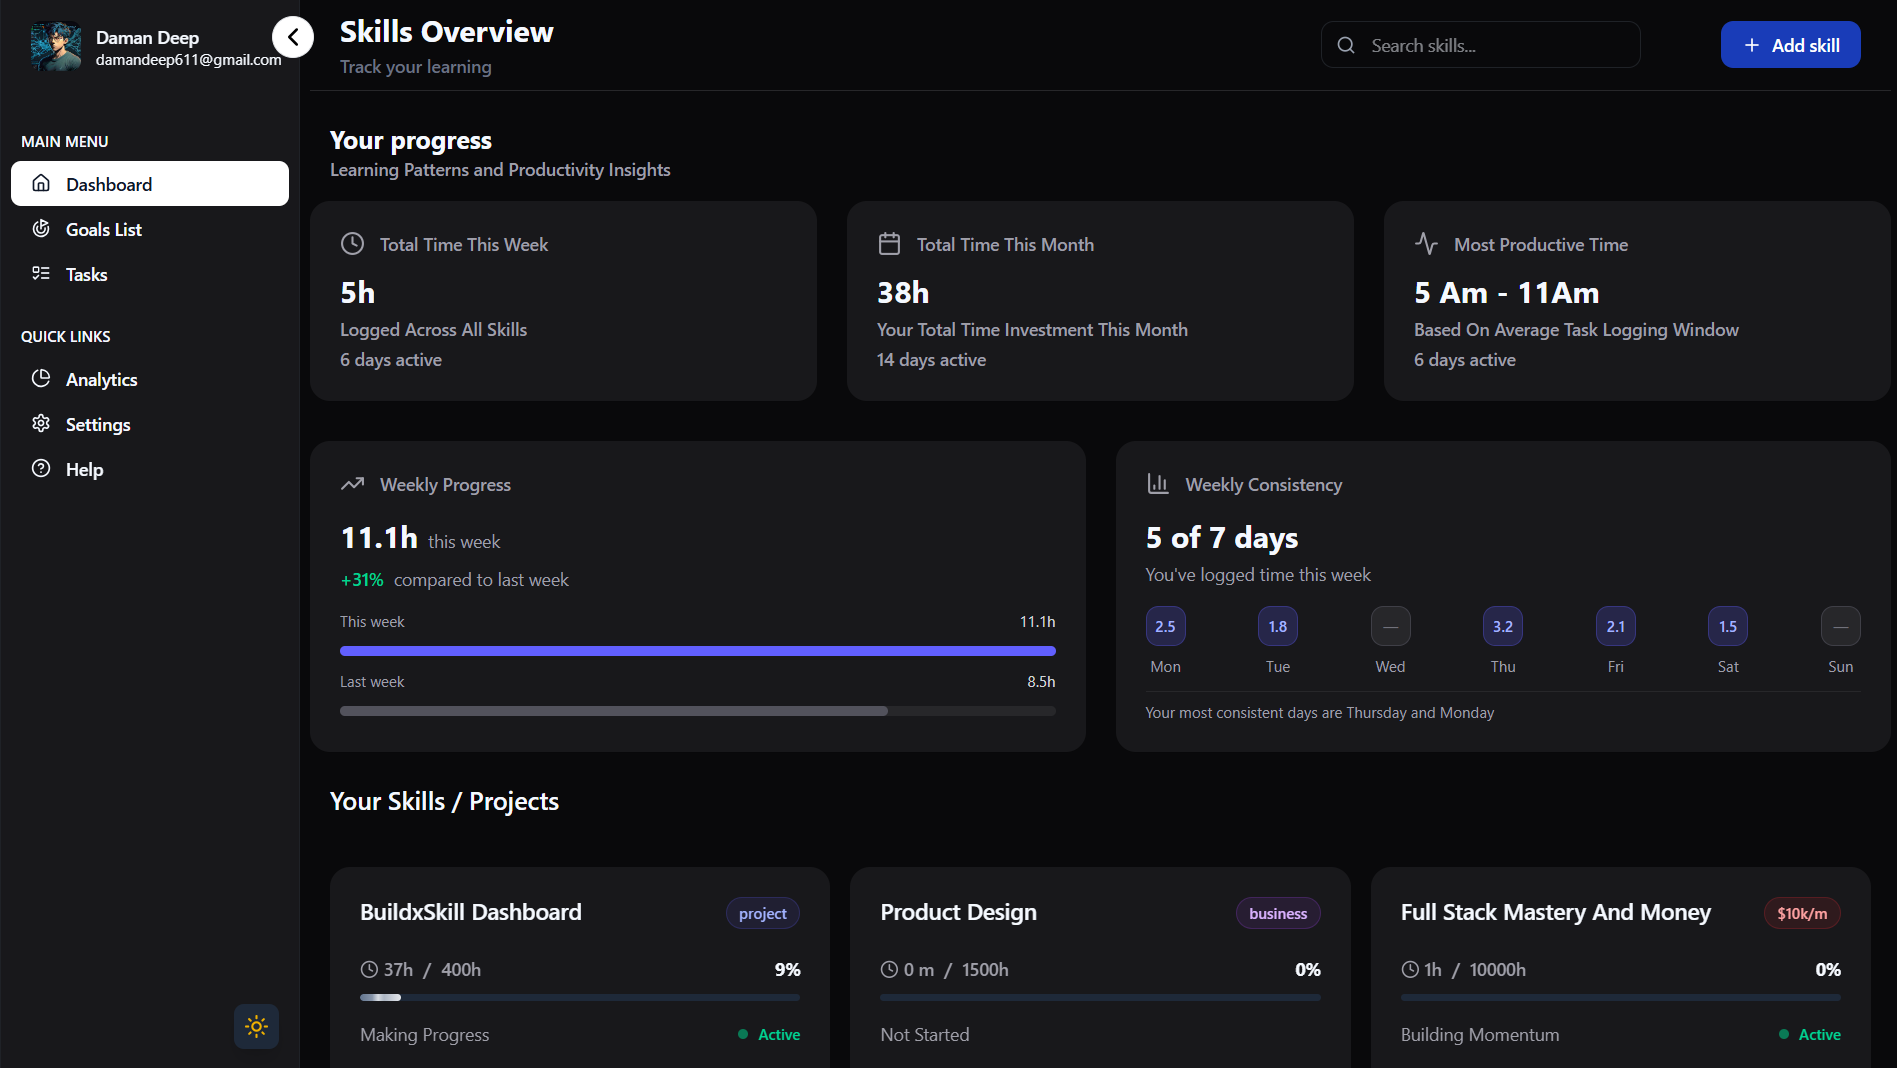 Daman Deep
damandeep611@gmail.com
MAIN MENU
Dashboard
Goals List
Tasks
QUICK LINKS
Analytics
Settings
Help
Skills Overview
Track your learning
Search skills...
Add skill
Your progress
Learning Patterns and Productivity Insights
Total Time This Week
5h
Logged Across All Skills
6 days active
Total Time This Month
38h
Your Total Time Investment This Month
14 days active
Most Productive Time
5 Am - 11Am
Based On Average Task Logging Window
6 days active
Weekly Progress
11.1h this week
+31% compared to last week
This week 11.1h
Last week 8.5h
Weekly Consistency
5 of 7 days
You've logged time this week
2.5 1.8 — 3.2 2.1 1.5 —
Mon Tue Wed Thu Fri Sat Sun
Your most consistent days are Thursday and Monday
Your Skills / Projects
BuildxSkill Dashboard project
37h / 400h 9%
Making Progress Active
Product Design business
0 m / 1500h 0%
Not Started
Full Stack Mastery And Money $10k/m
1h / 10000h 0%
Building Momentum Active